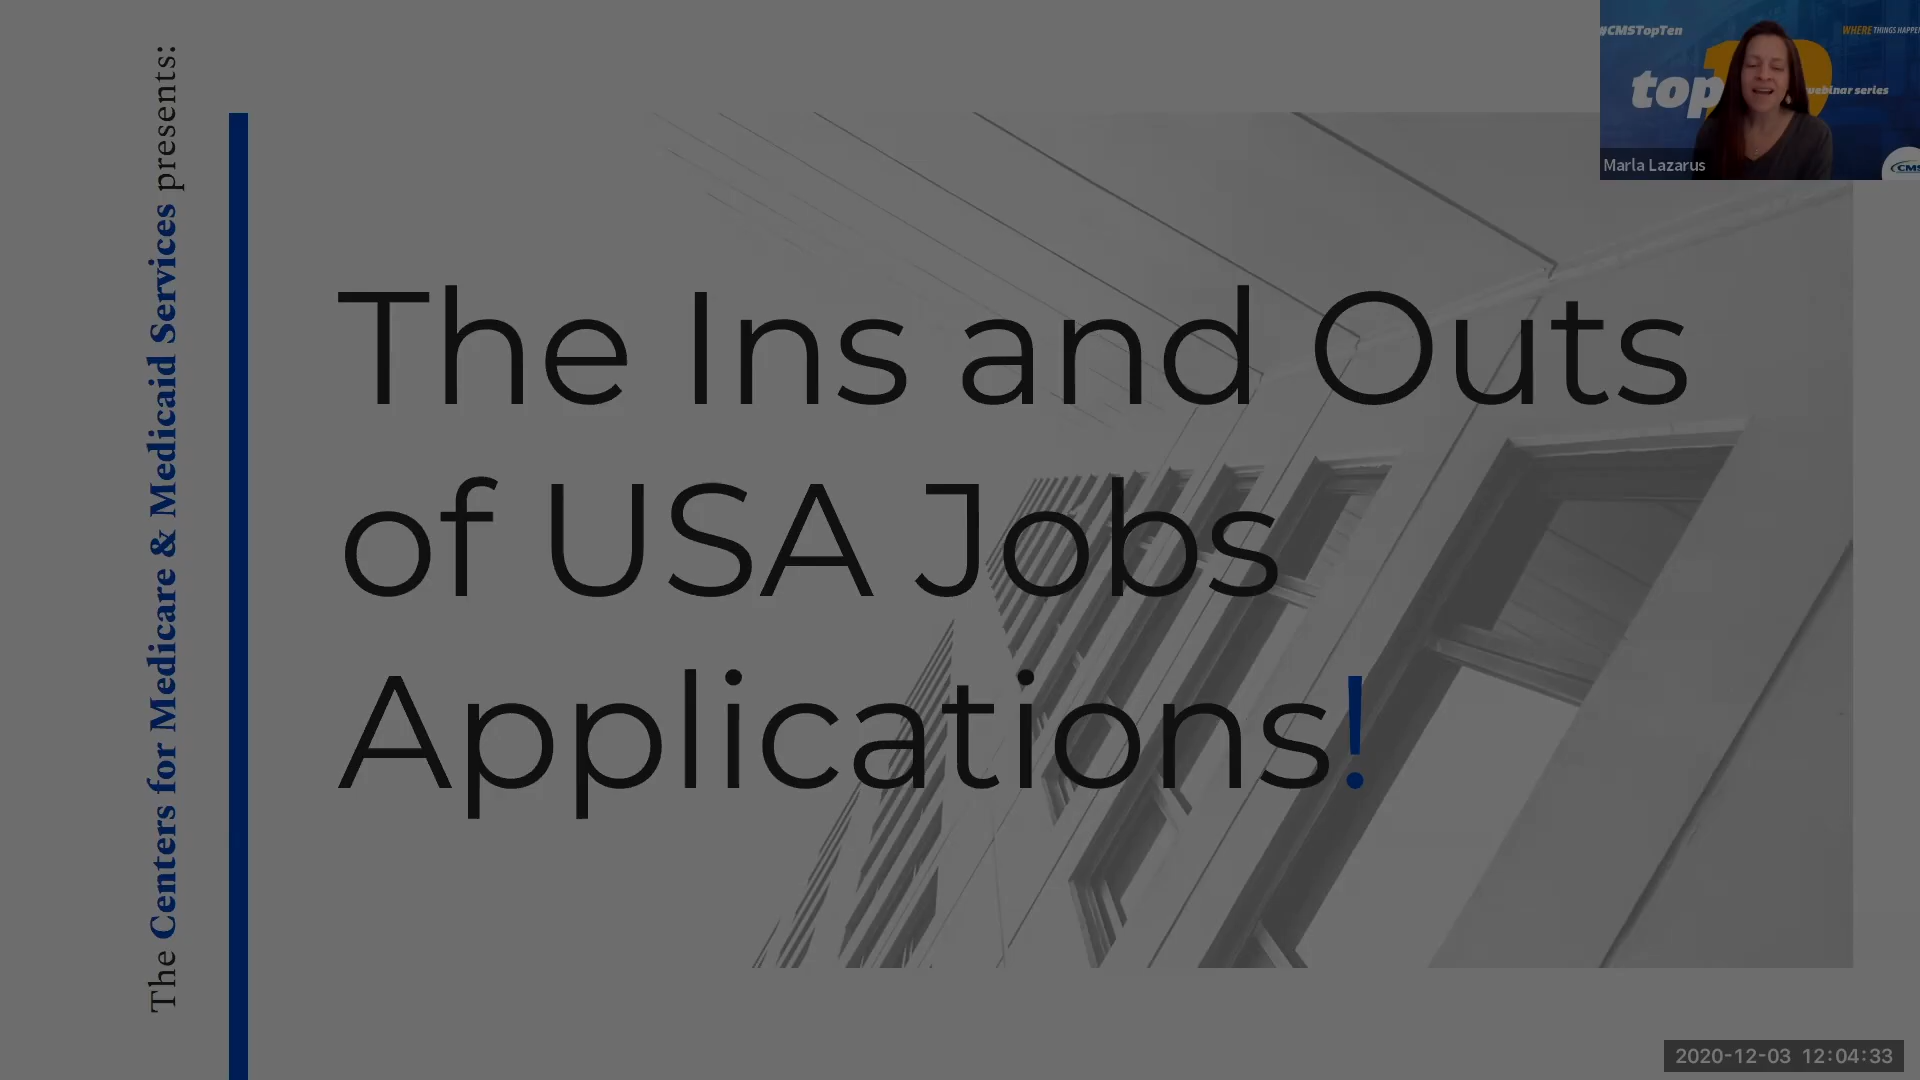 The Centers for Medicare & Medicaid Services presents:
The Ins and Outs
of USA Jobs
Applications!
#CMSTopTen
WHERE THINGS HAPPEN
top
webinar series
Marla Lazarus
CMS
2020-12-03 12:04:33